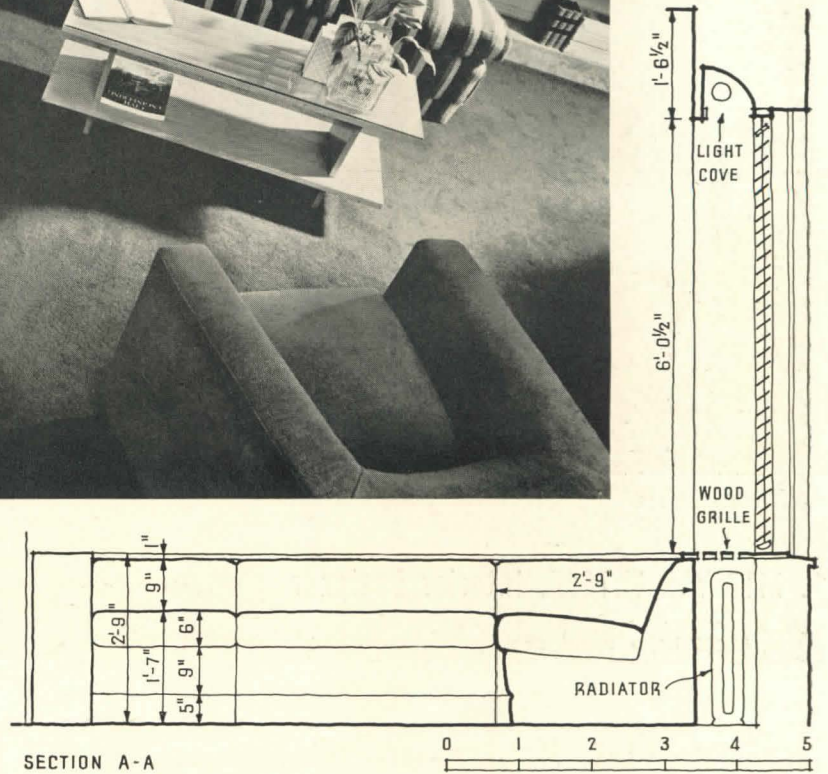 1'-6½"
LIGHT
COVE
6'-0½"
WOOD
GRILLE
1"
9"
2'-9"
2'-9"
6"
1'-7"
9"
5"
RADIATOR
0 1 2 3 4 5
SECTION A-A